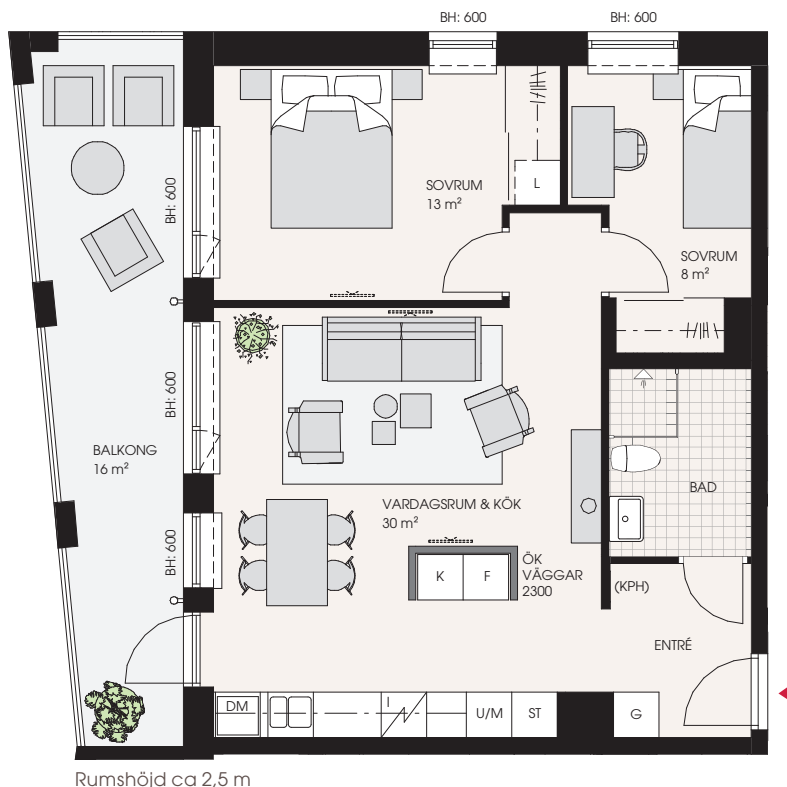 BH: 600
BH: 600
BH: 600
SOVRUM
13 m²
L
SOVRUM
8 m²
BH: 600
BALKONG
16 m²
BAD
VARDAGSRUM & KÖK
30 m²
BH: 600
K
F
ÖK
VÄGGAR
2300
(KPH)
ENTRÉ
DM
U/M
ST
G
Rumshöjd ca 2,5 m